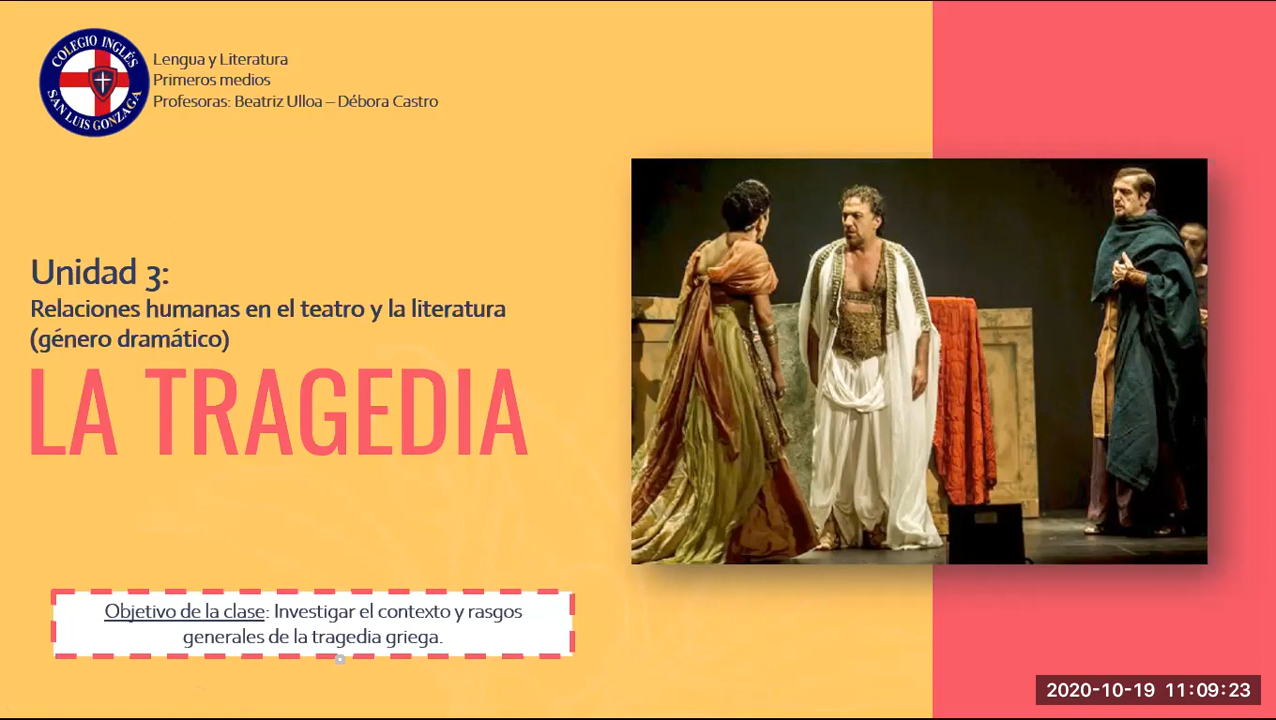 COLEGIO INGLÉS
SAN LUIS GONZAGA
Lengua y Literatura
Primeros medios
Profesoras: Beatriz Ulloa – Débora Castro
Unidad 3:
Relaciones humanas en el teatro y la literatura
(género dramático)
LA TRAGEDIA
Objetivo de la clase: Investigar el contexto y rasgos
generales de la tragedia griega.
2020-10-19 11:09:23